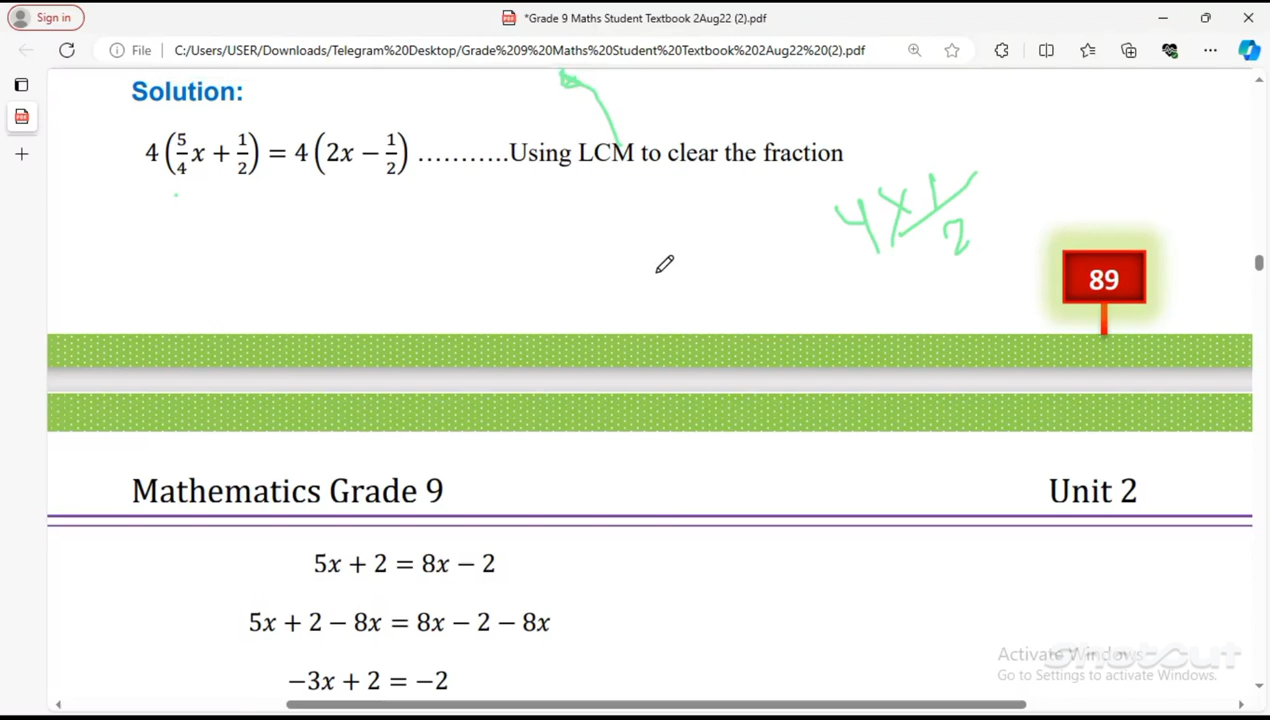 Sign in
*Grade 9 Maths Student Textbook 2Aug22 (2).pdf
File
C:/Users/USER/Downloads/Telegram%20Desktop/Grade%209%20Maths%20Student%20Textbook%202Aug22%20(2).pdf
Solution:
4(5/4 x + 1/2) = 4(2x − 1/2) ………..Using LCM to clear the fraction
4 x 1/2
89
Mathematics Grade 9 Unit 2
5x + 2 = 8x − 2
5x + 2 − 8x = 8x − 2 − 8x
−3x + 2 = −2
Activate Windows
Go to Settings to activate Windows.
shotcut